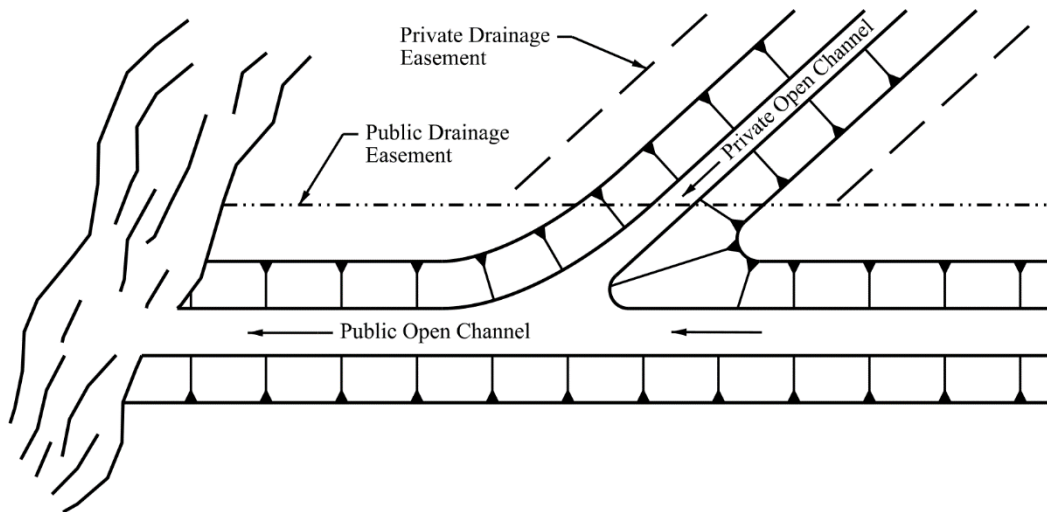 Private Drainage
Easement
Public Drainage
Easement
Private Open Channel
Public Open Channel